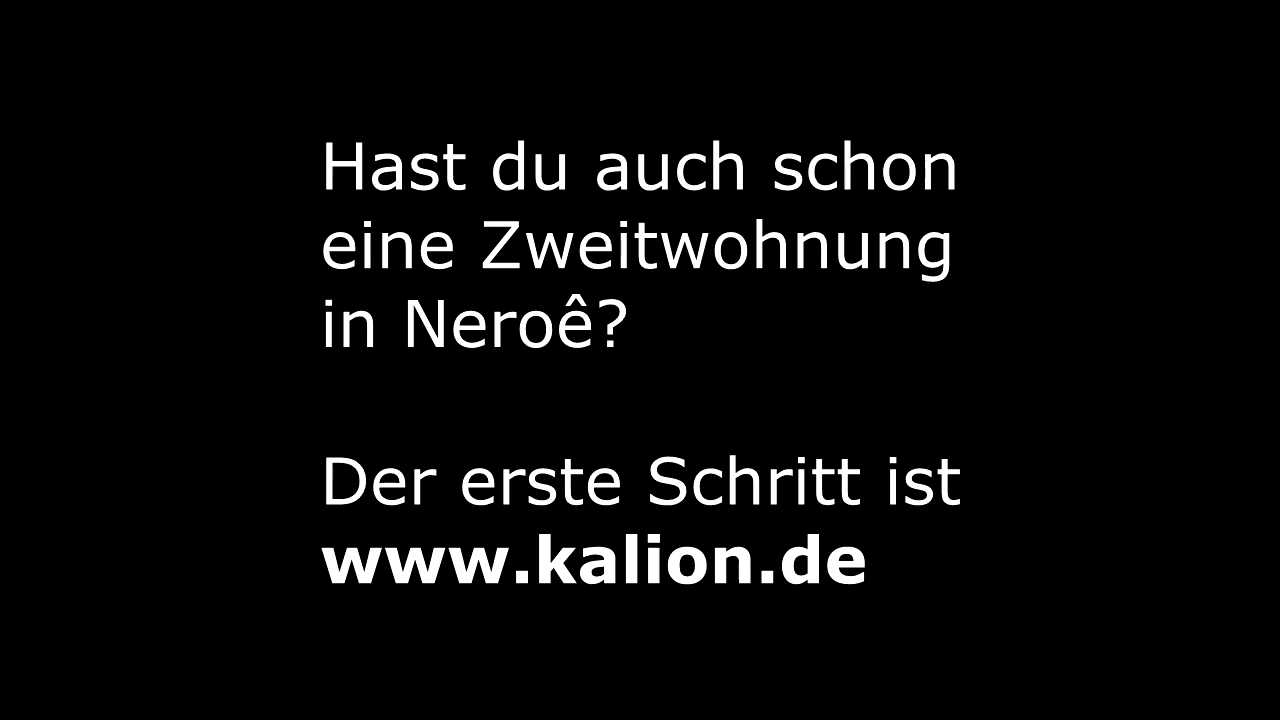 Hast du auch schon
eine Zweitwohnung
in Neroê?
Der erste Schritt ist
www.kalion.de